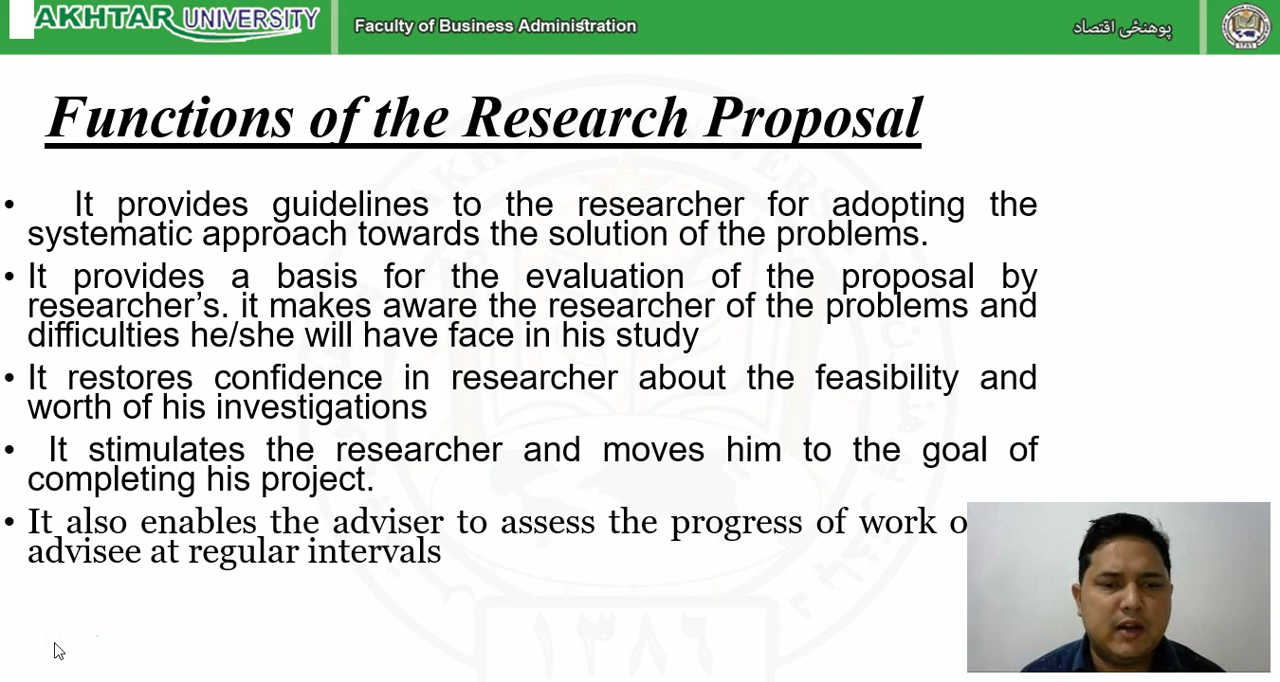 AKHTAR UNIVERSITY
Faculty of Business Administration
پوهنځی اقتصاد
Functions of the Research Proposal
• It provides guidelines to the researcher for adopting the
systematic approach towards the solution of the problems.
• It provides a basis for the evaluation of the proposal by
researcher’s. it makes aware the researcher of the problems and
difficulties he/she will have face in his study
• It restores confidence in researcher about the feasibility and
worth of his investigations
• It stimulates the researcher and moves him to the goal of
completing his project.
• It also enables the adviser to assess the progress of work
advisee at regular intervals
۱۳۸۶